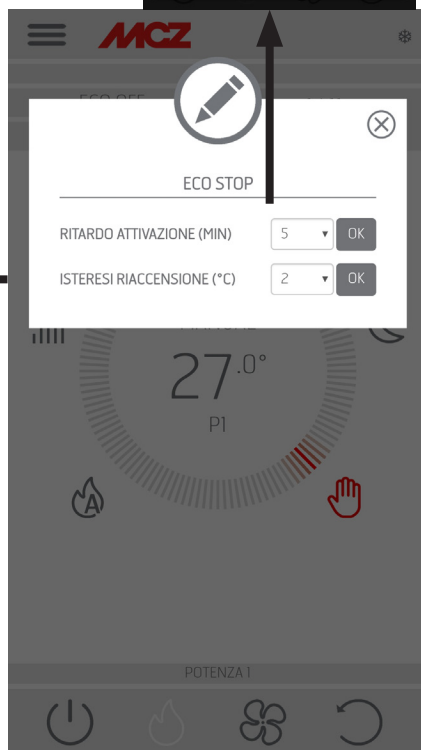 MCZ
ECO STOP
RITARDO ATTIVAZIONE (MIN) 5 OK
ISTERESI RIACCENSIONE (°C) 2 OK
27.0°
P1
A
POTENZA 1